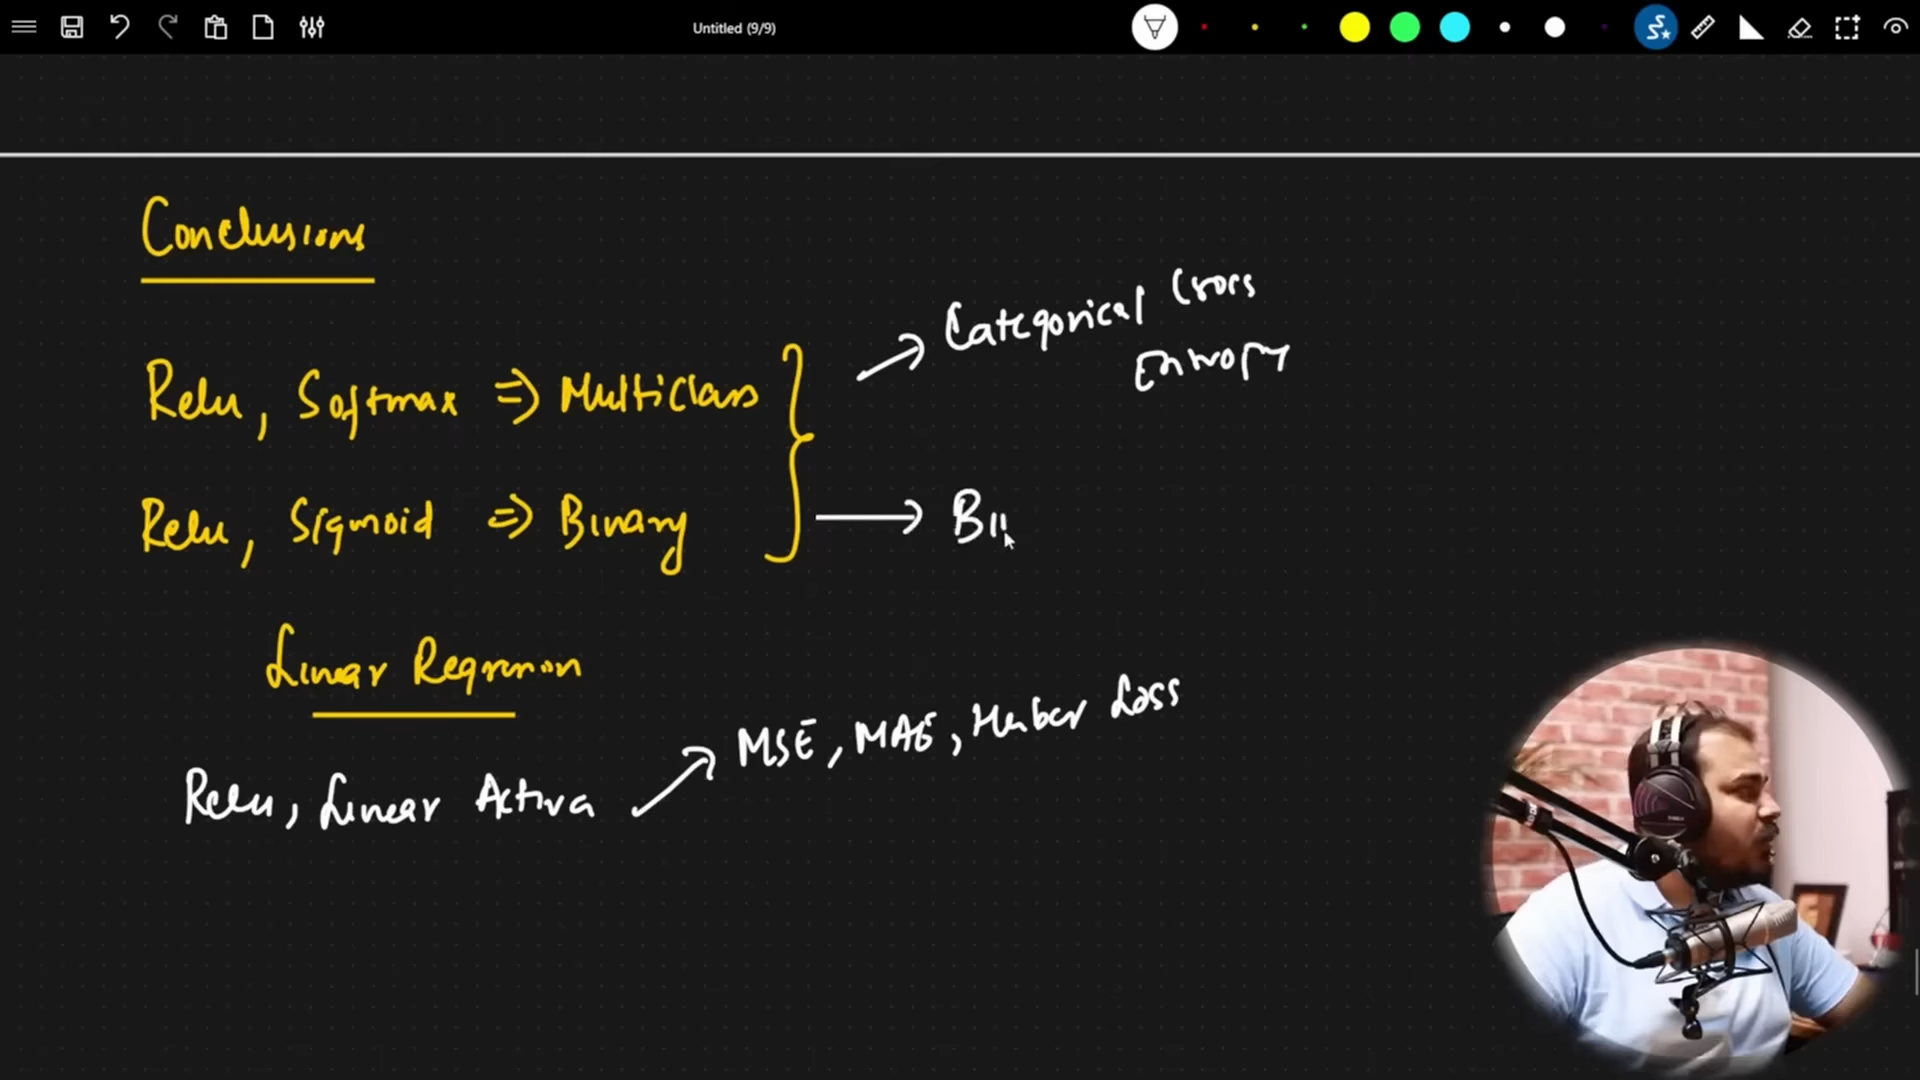 Untitled (9/9)
Conclusions
Relu, Softmax => Multiclass
Categorical Cross
Entropy
Relu, Sigmoid => Binary
Bin
Linear Regression
MSE, MAE, Huber Loss
Relu, Linear Activa